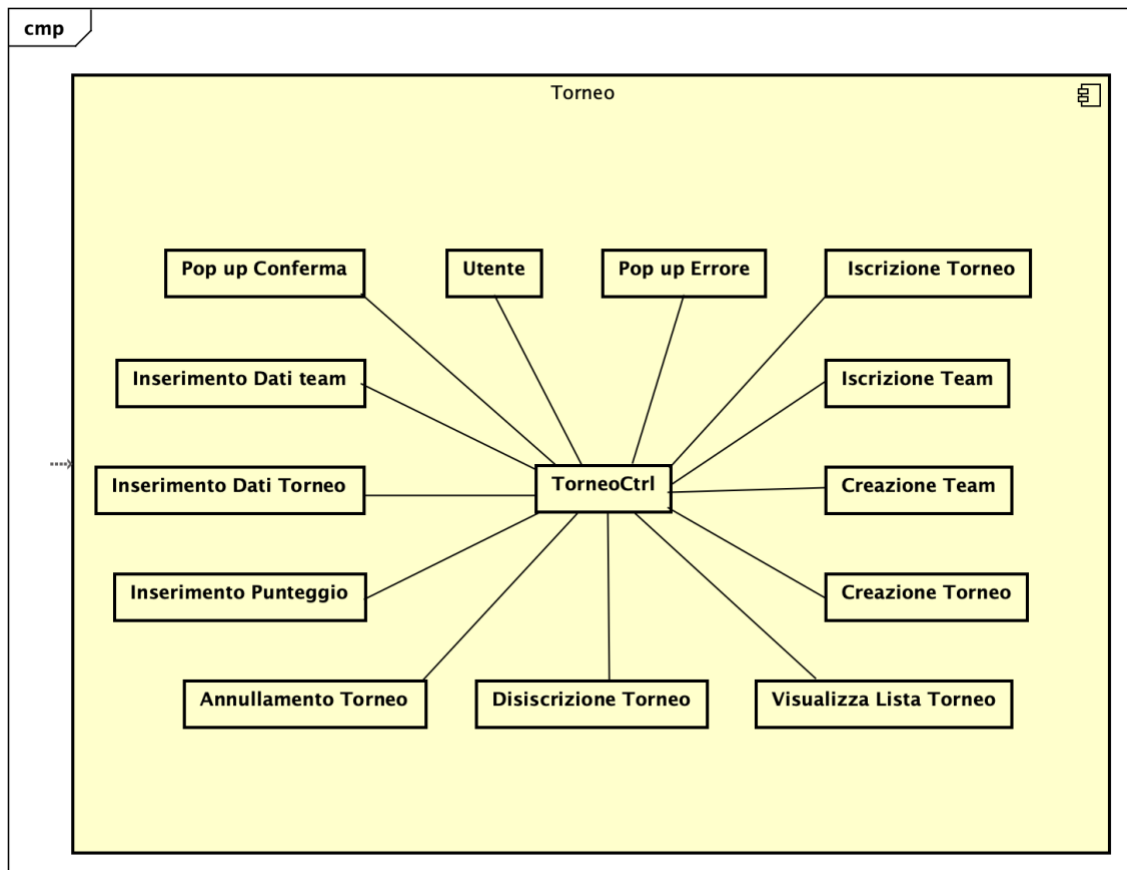 cmp
Torneo
Pop up Conferma
Utente
Pop up Errore
Iscrizione Torneo
Inserimento Dati team
Iscrizione Team
Inserimento Dati Torneo
TorneoCtrl
Creazione Team
Inserimento Punteggio
Creazione Torneo
Annullamento Torneo
Disiscrizione Torneo
Visualizza Lista Torneo